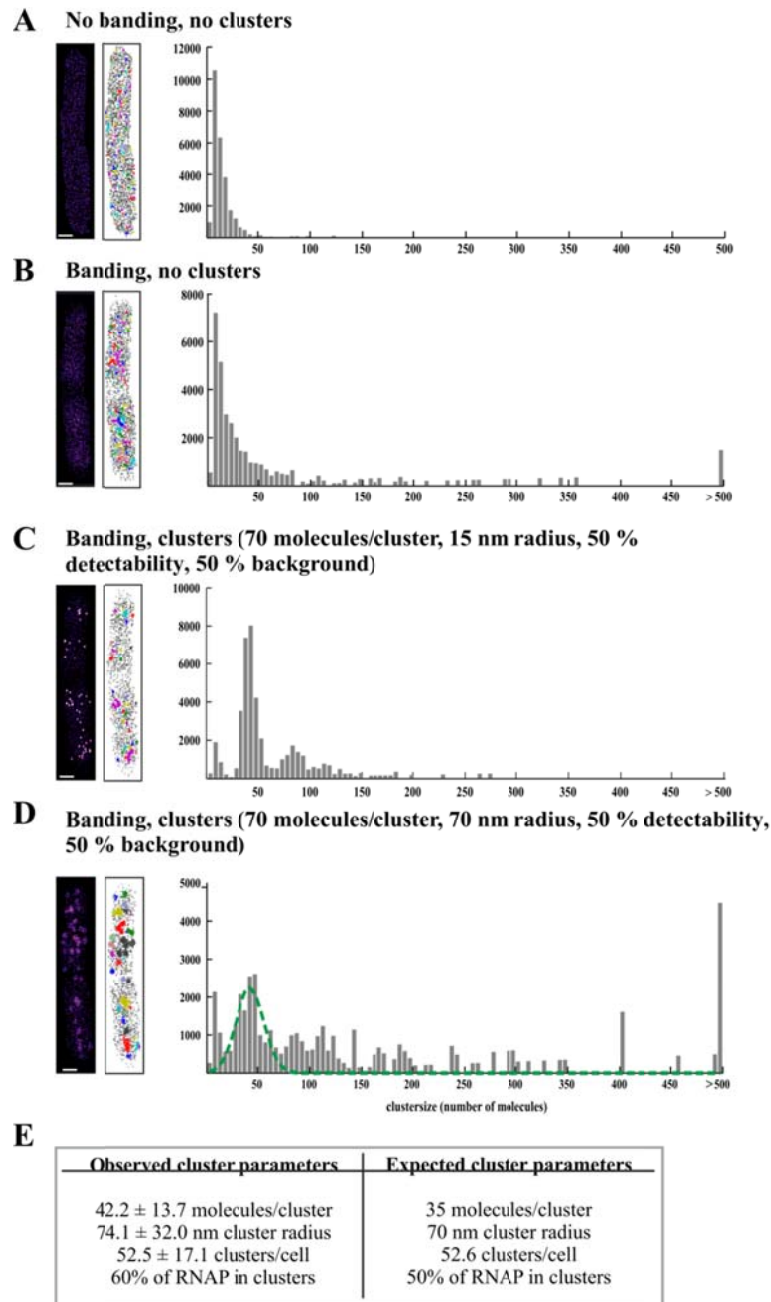 A No banding, no clusters
12000
10000
8000
6000
4000
2000
50 100 150 200 250 300 350 400 450 500
B Banding, no clusters
8000
6000
4000
2000
50 100 150 200 250 300 350 400 450 > 500
C Banding, clusters (70 molecules/cluster, 15 nm radius, 50 %
detectability, 50 % background)
10000
8000
6000
4000
2000
50 100 150 200 250 300 350 400 450 > 500
D Banding, clusters (70 molecules/cluster, 70 nm radius, 50 % detectability,
50 % background)
5000
4000
3000
2000
1000
50 100 150 200 250 300 350 400 450 > 500
clustersize (number of molecules)
E
Observed cluster parameters Expected cluster parameters
42.2 ± 13.7 molecules/cluster 35 molecules/cluster
74.1 ± 32.0 nm cluster radius 70 nm cluster radius
52.5 ± 17.1 clusters/cell 52.6 clusters/cell
60% of RNAP in clusters 50% of RNAP in clusters